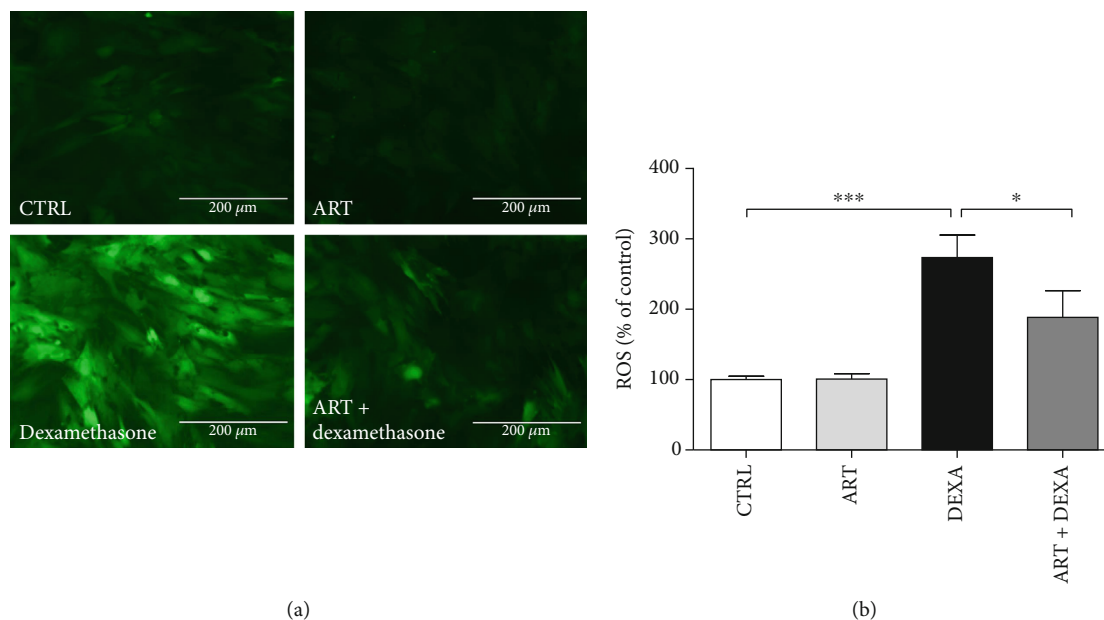 CTRL
200 μm
ART
200 μm
Dexamethasone
200 μm
ART +
dexamethasone
200 μm
(a)
ROS (% of control)
400
300
200
100
0
***
*
CTRL
ART
DEXA
ART + DEXA
(b)